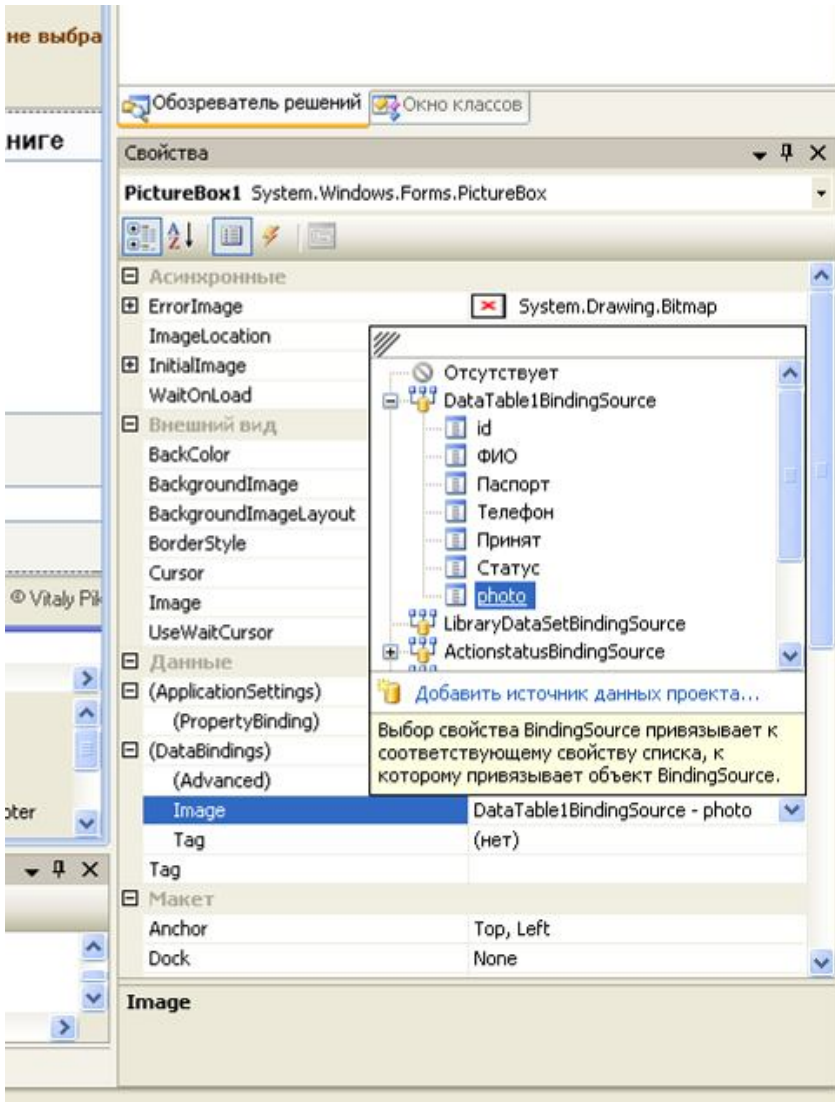 не выбра
Обозреватель решений Окно классов
ниге
Свойства
PictureBox1 System.Windows.Forms.PictureBox
Асинхронные
ErrorImage System.Drawing.Bitmap
ImageLocation
InitialImage
WaitOnLoad
Внешний вид
BackColor
BackgroundImage
BackgroundImageLayout
BorderStyle
Cursor
Image
UseWaitCursor
Отсутствует
DataTable1BindingSource
id
ФИО
Паспорт
Телефон
Принят
Статус
photo
LibraryDataSetBindingSource
ActionstatusBindingSource
Добавить источник данных проекта...
Выбор свойства BindingSource привязывает к
соответствующему свойству списка, к
которому привязывает объект BindingSource.
© Vitaly Pik
Данные
(ApplicationSettings)
(PropertyBinding)
(DataBindings)
(Advanced)
Image DataTable1BindingSource - photo
Tag (нет)
Tag
oter
Макет
Anchor Top, Left
Dock None
Image